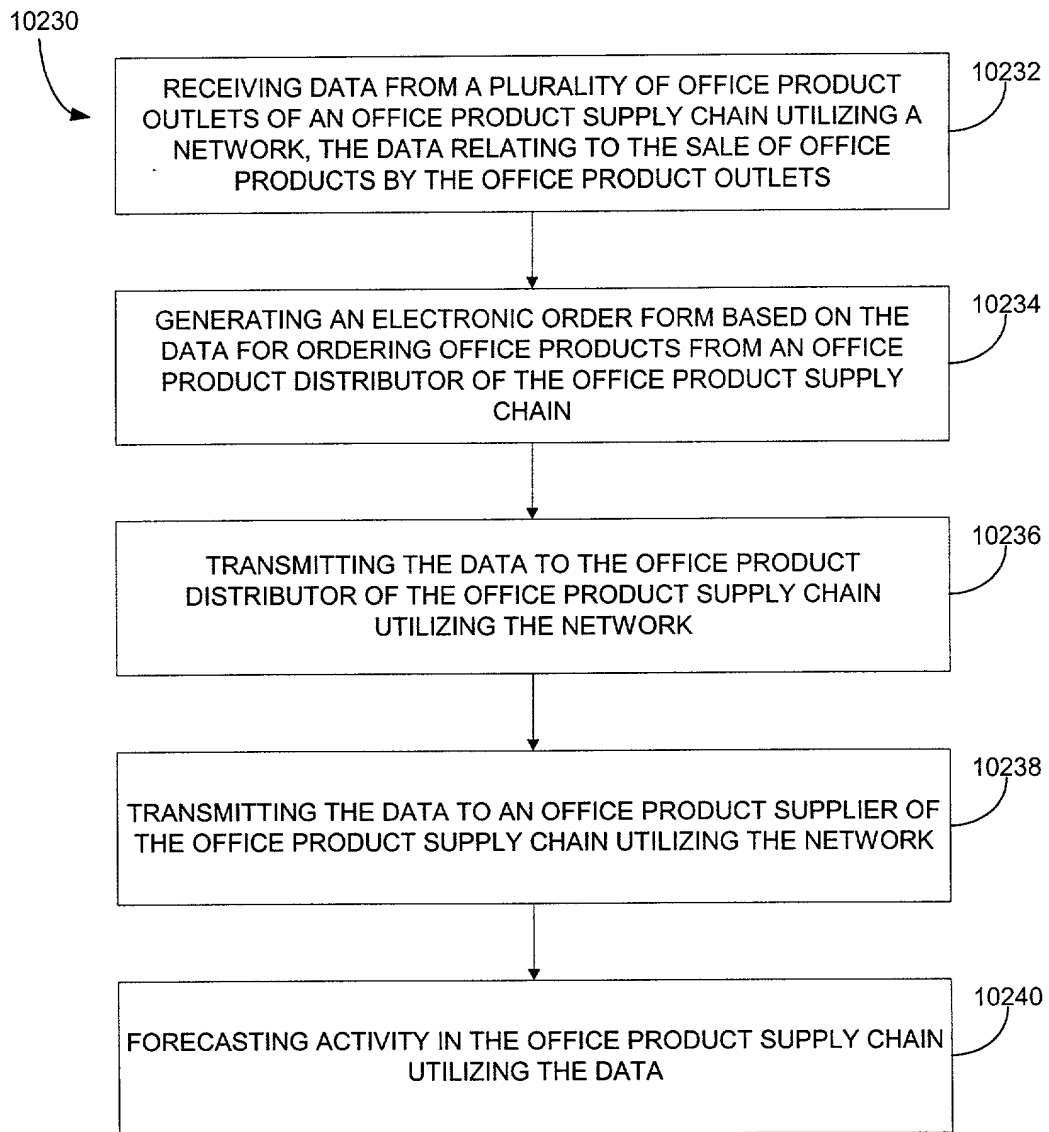 10230
RECEIVING DATA FROM A PLURALITY OF OFFICE PRODUCT
OUTLETS OF AN OFFICE PRODUCT SUPPLY CHAIN UTILIZING A
NETWORK, THE DATA RELATING TO THE SALE OF OFFICE
PRODUCTS BY THE OFFICE PRODUCT OUTLETS
10232
GENERATING AN ELECTRONIC ORDER FORM BASED ON THE
DATA FOR ORDERING OFFICE PRODUCTS FROM AN OFFICE
PRODUCT DISTRIBUTOR OF THE OFFICE PRODUCT SUPPLY
CHAIN
10234
TRANSMITTING THE DATA TO THE OFFICE PRODUCT
DISTRIBUTOR OF THE OFFICE PRODUCT SUPPLY CHAIN
UTILIZING THE NETWORK
10236
TRANSMITTING THE DATA TO AN OFFICE PRODUCT SUPPLIER OF
THE OFFICE PRODUCT SUPPLY CHAIN UTILIZING THE NETWORK
10238
FORECASTING ACTIVITY IN THE OFFICE PRODUCT SUPPLY CHAIN
UTILIZING THE DATA
10240